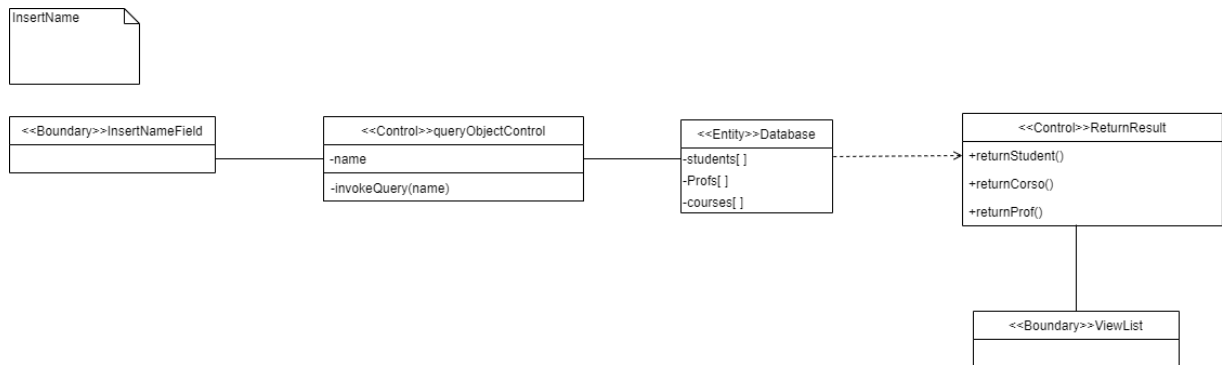 InsertName
<<Boundary>>InsertNameField
<<Control>>queryObjectControl
-name
-invokeQuery(name)
<<Entity>>Database
-students[ ]
-Profs[ ]
-courses[ ]
<<Control>>ReturnResult
+returnStudent()
+returnCorso()
+returnProf()
<<Boundary>>ViewList